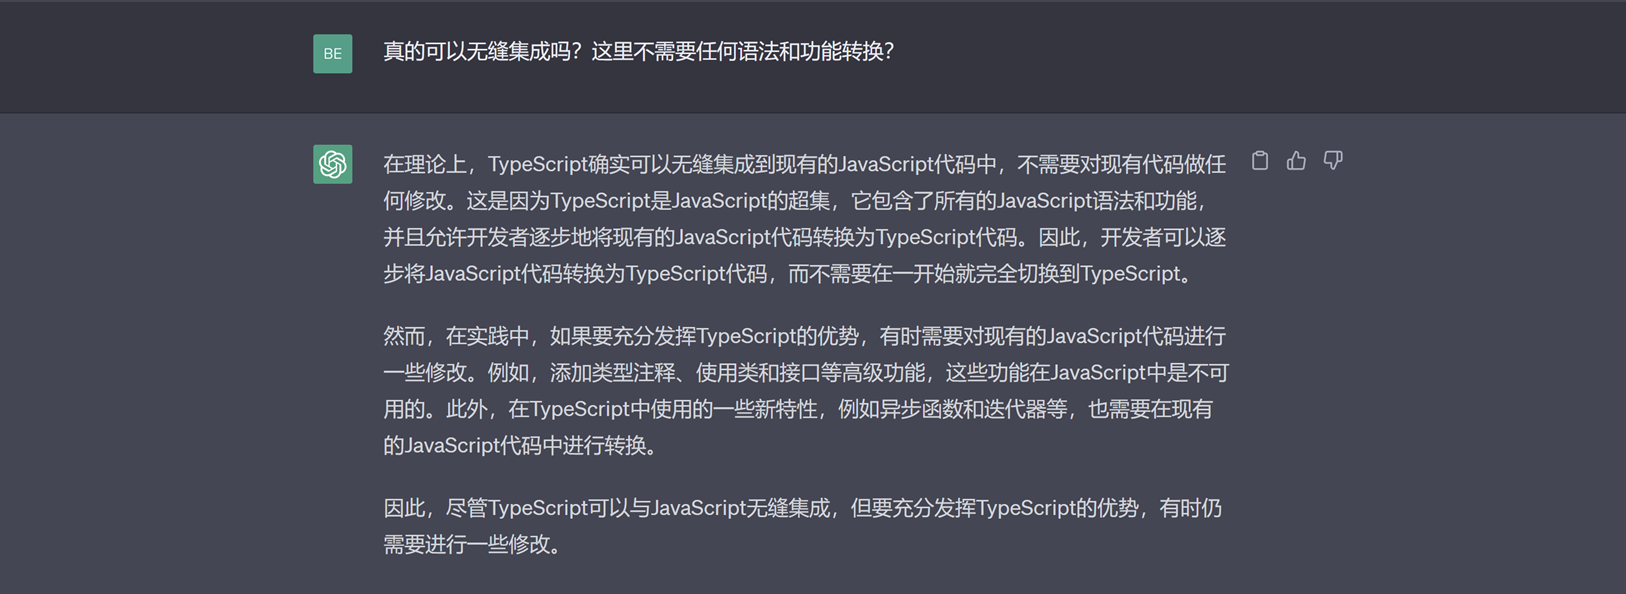 BE
真的可以无缝集成吗？这里不需要任何语法和功能转换？
在理论上，TypeScript确实可以无缝集成到现有的JavaScript代码中，不需要对现有代码做任
何修改。这是因为TypeScript是JavaScript的超集，它包含了所有的JavaScript语法和功能，
并且允许开发者逐步地将现有的JavaScript代码转换为TypeScript代码。因此，开发者可以逐
步将JavaScript代码转换为TypeScript代码，而不需要在一开始就完全切换到TypeScript。
然而，在实践中，如果要充分发挥TypeScript的优势，有时需要对现有的JavaScript代码进行
一些修改。例如，添加类型注释、使用类和接口等高级功能，这些功能在JavaScript中是不可
用的。此外，在TypeScript中使用的一些新特性，例如异步函数和迭代器等，也需要在现有
的JavaScript代码中进行转换。
因此，尽管TypeScript可以与JavaScript无缝集成，但要充分发挥TypeScript的优势，有时仍
需要进行一些修改。